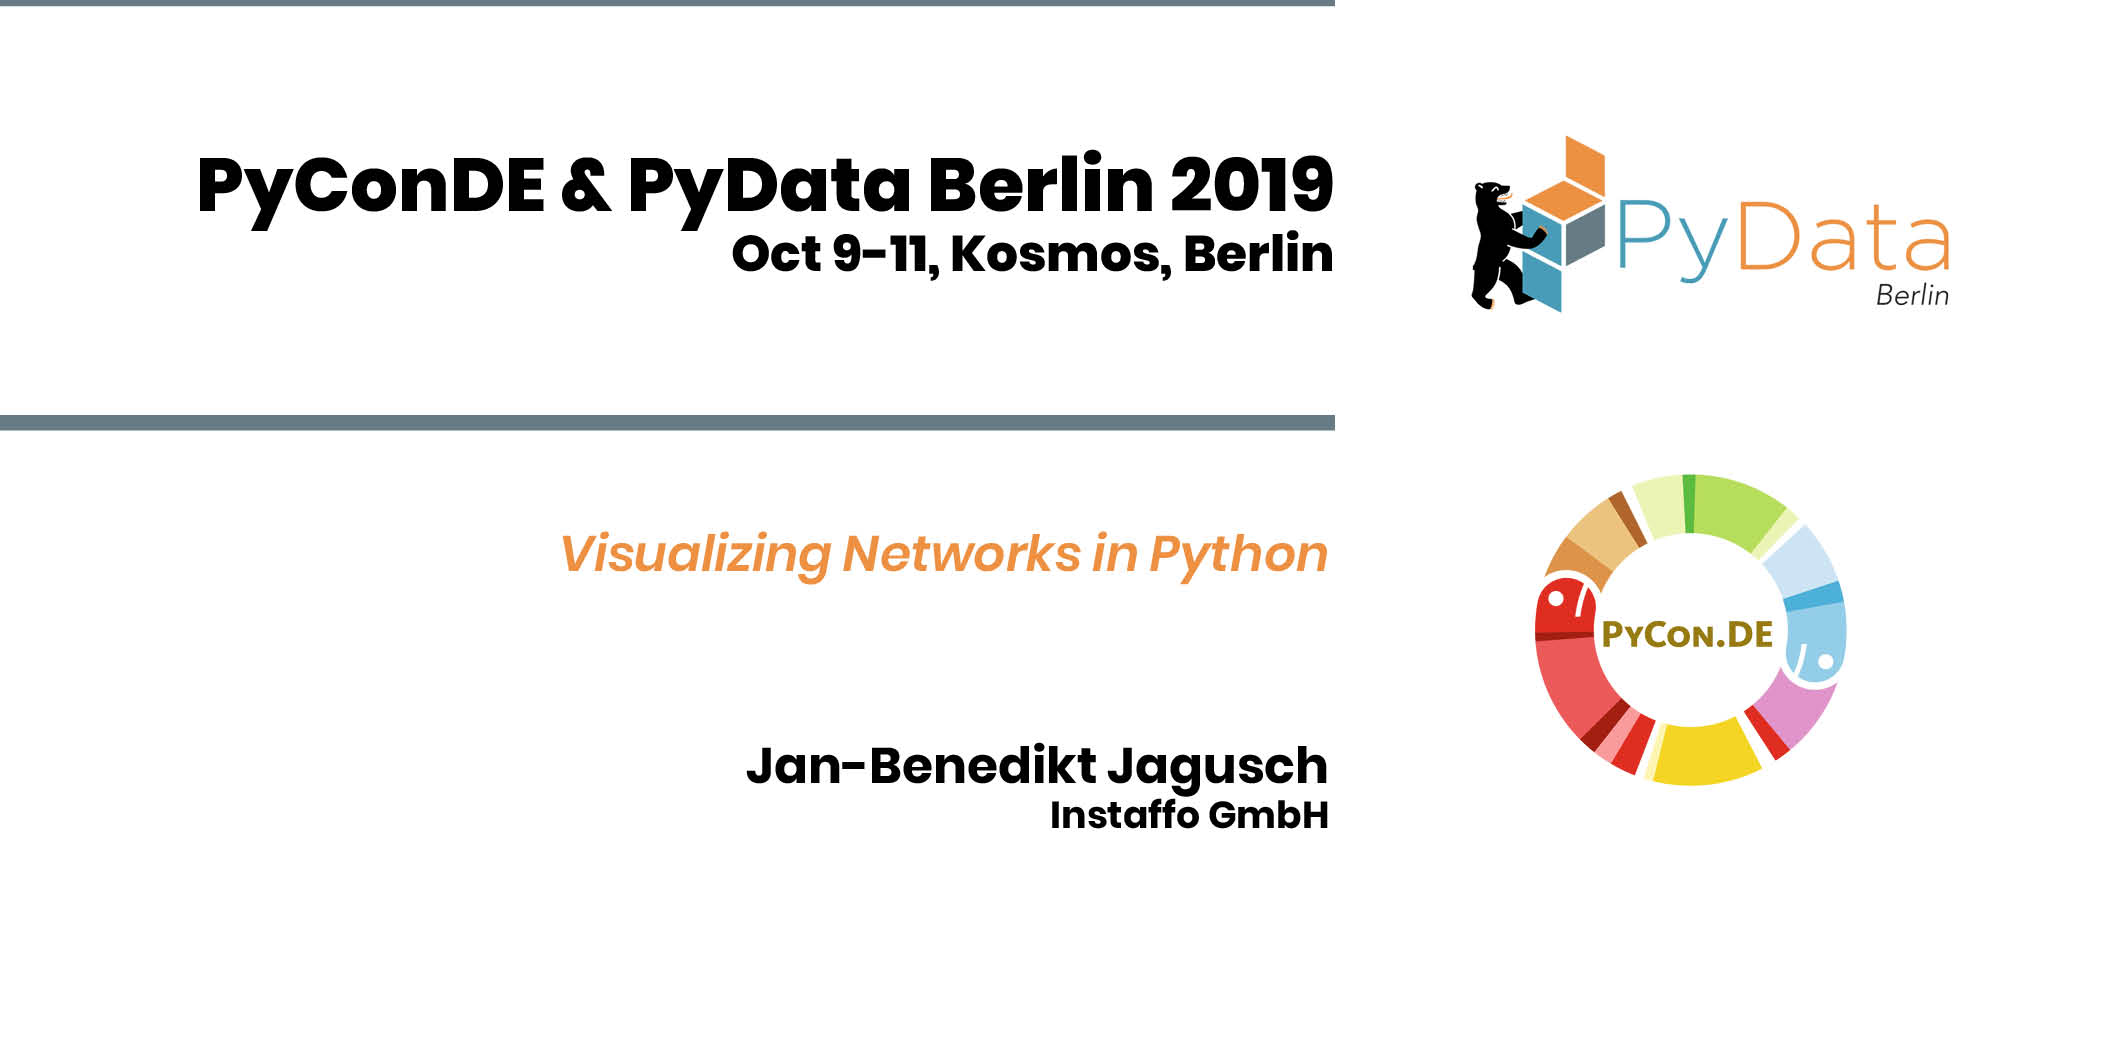 PyConDE & PyData Berlin 2019
Oct 9-11, Kosmos, Berlin
PyData
Berlin
Visualizing Networks in Python
PyCon.DE
Jan-Benedikt Jagusch
Instaffo GmbH